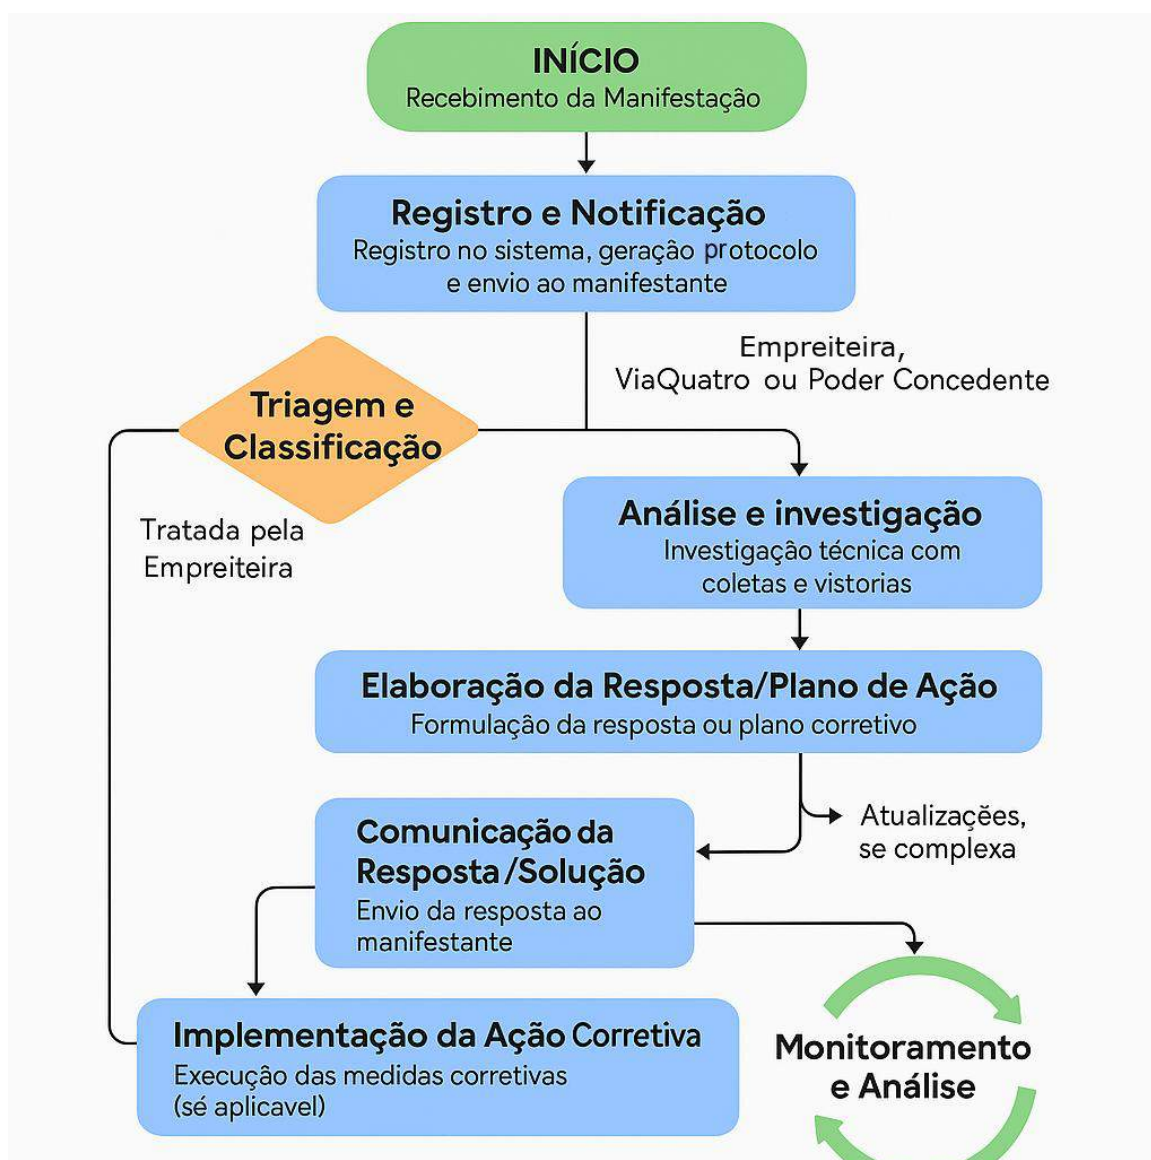 INÍCIO
Recebimento da Manifestação
Registro e Notificação
Registro no sistema, geração protocolo
e envio ao manifestante
Empreiteira,
ViaQuatro ou Poder Concedente
Triagem e
Classificação
Tratada pela
Empreiteira
Análise e investigação
Investigação técnica com
coletas e vistorias
Elaboração da Resposta/Plano de Ação
Formulação da resposta ou plano corretivo
Atualizaçẽes,
se complexa
Comunicação da
Resposta/Solução
Envio da resposta ao
manifestante
Implementação da Ação Corretiva
Execução das medidas corretivas
(sé aplicavel)
Monitoramento
e Análise